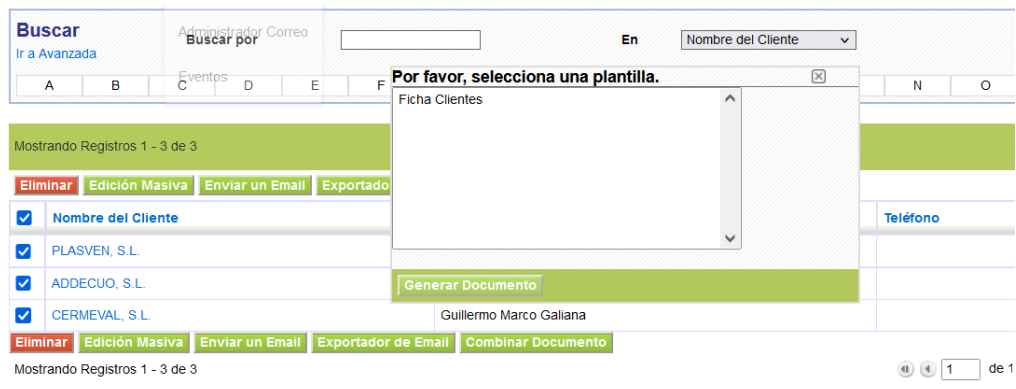 Buscar
Ir a Avanzada
Administrador Correo
Buscar por
En
Nombre del Cliente
Eventos
A B C D E F N O
Por favor, selecciona una plantilla.
Ficha Clientes
Generar Documento
Mostrando Registros 1 - 3 de 3
Eliminar Edición Masiva Enviar un Email Exportado
Nombre del Cliente Teléfono
PLASVEN, S.L.
ADDECUO, S.L.
CERMEVAL, S.L. Guillermo Marco Galiana
Eliminar Edición Masiva Enviar un Email Exportador de Email Combinar Documento
Mostrando Registros 1 - 3 de 3 1 de 1